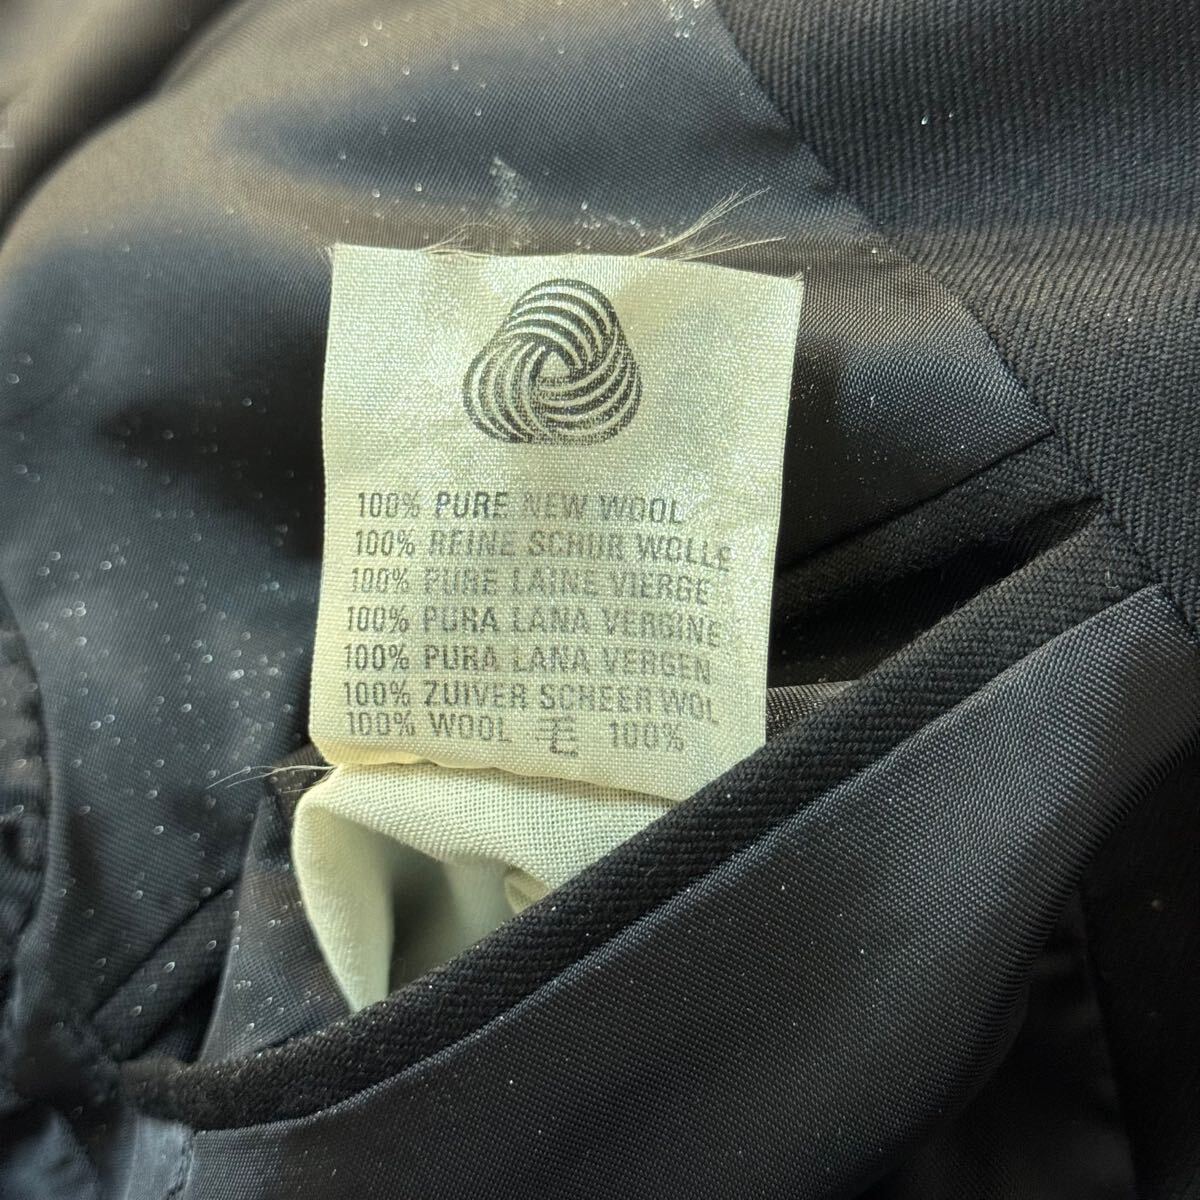 100% PURE NEW WOOL
100% REINE SCHUR WOLLE
100% PURE LAINE VIERGE
100% PURA LANA VERGINE
100% PURA LANA VERGEN
100% ZUIVER SCHEER WOL
100% WOOL 毛 100%